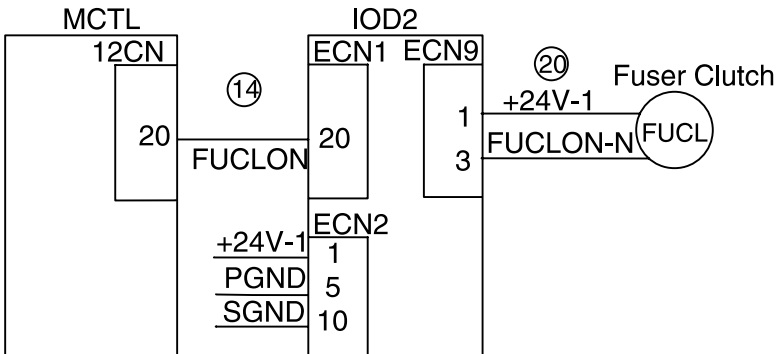 MCTL IOD2
12CN ECN1 ECN9 20
14 Fuser Clutch
+24V-1
20 20 1 FUCL
FUCLON FUCLON-N
3
ECN2
+24V-1 1
PGND 5
SGND 10